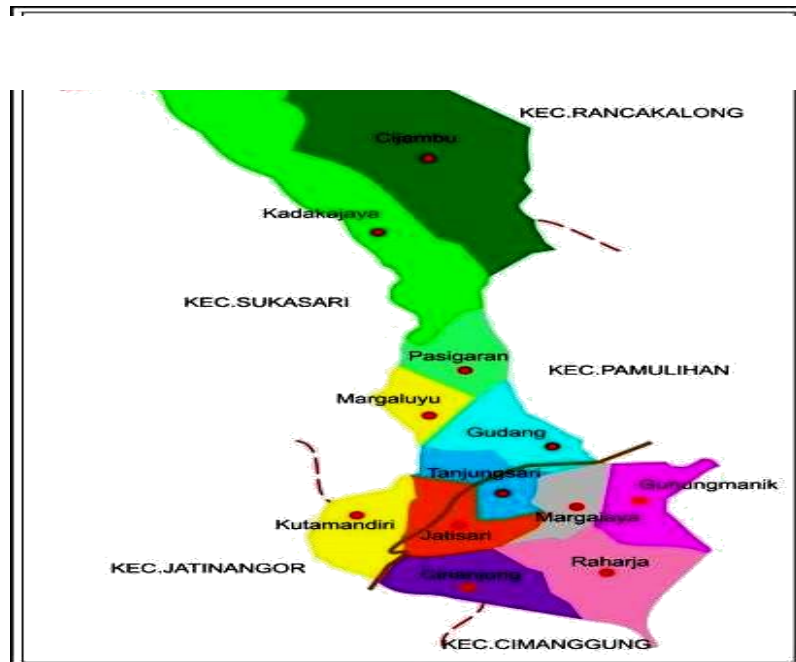 KEC.RANCAKALONG
Cijambu
Kadakajaya
KEC.SUKASARI
Pasigaran
KEC.PAMULIHAN
Margaluyu
Gudang
Tanjungsari
Gunungmanik
Margajaya
Kutamandiri
Jatisari
Raharja
KEC.JATINANGOR
KEC.CIMANGGUNG